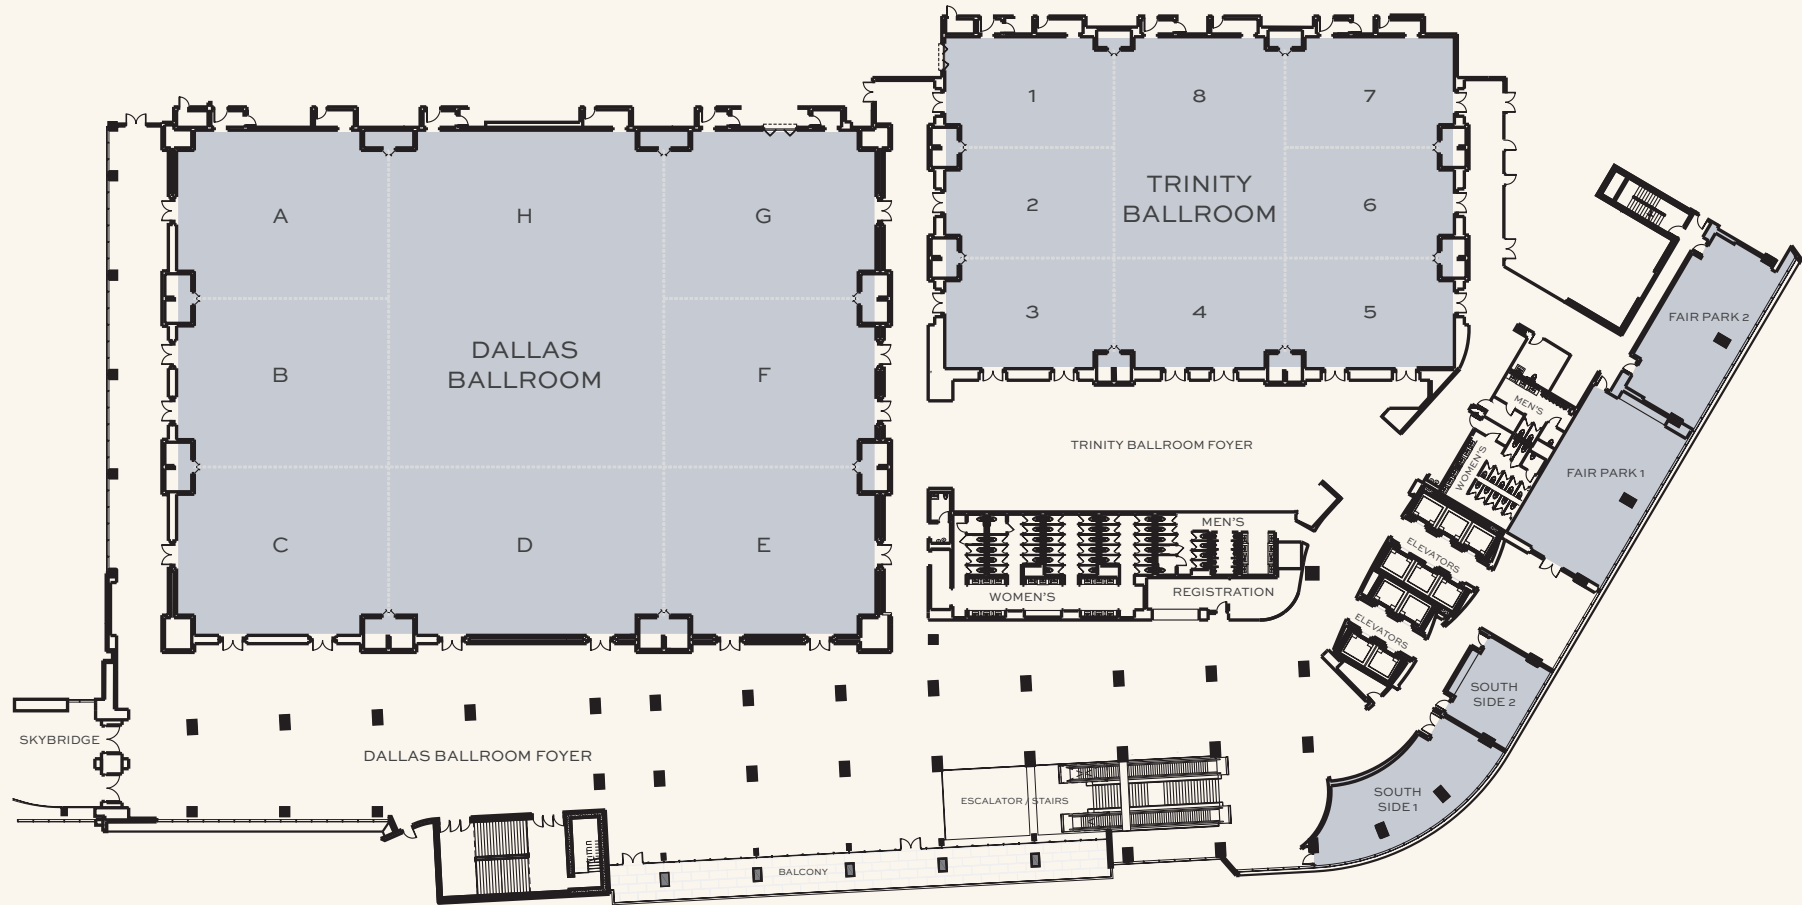 1
8
7
TRINITY
BALLROOM
2
6
3
4
5
A
H
G
DALLAS
BALLROOM
B
F
C
D
E
FAIR PARK 2
MEN'S
WOMEN'S
FAIR PARK 1
TRINITY BALLROOM FOYER
MEN'S
WOMEN'S
REGISTRATION
ELEVATORS
ELEVATORS
SOUTH
SIDE 2
SOUTH
SIDE 1
SKYBRIDGE
DALLAS BALLROOM FOYER
ESCALATOR / STAIRS
BALCONY